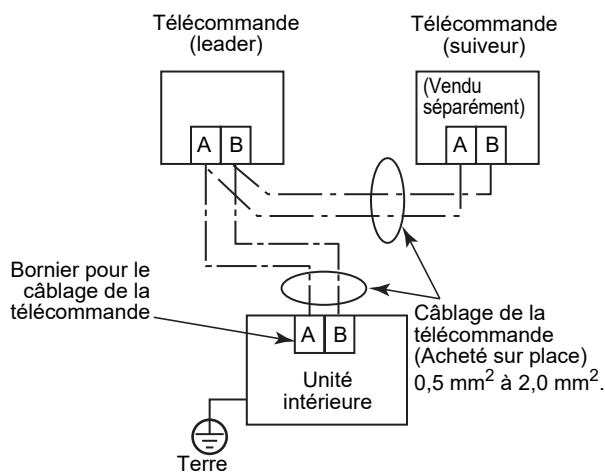 Télécommande
(leader)
Télécommande
(suiveur)
(Vendu
séparément)
A B
A B
Bornier pour le
câblage de la
télécommande
A B
Câblage de la
télécommande
(Acheté sur place)
0,5 mm² à 2,0 mm².
Unité
intérieure
Terre